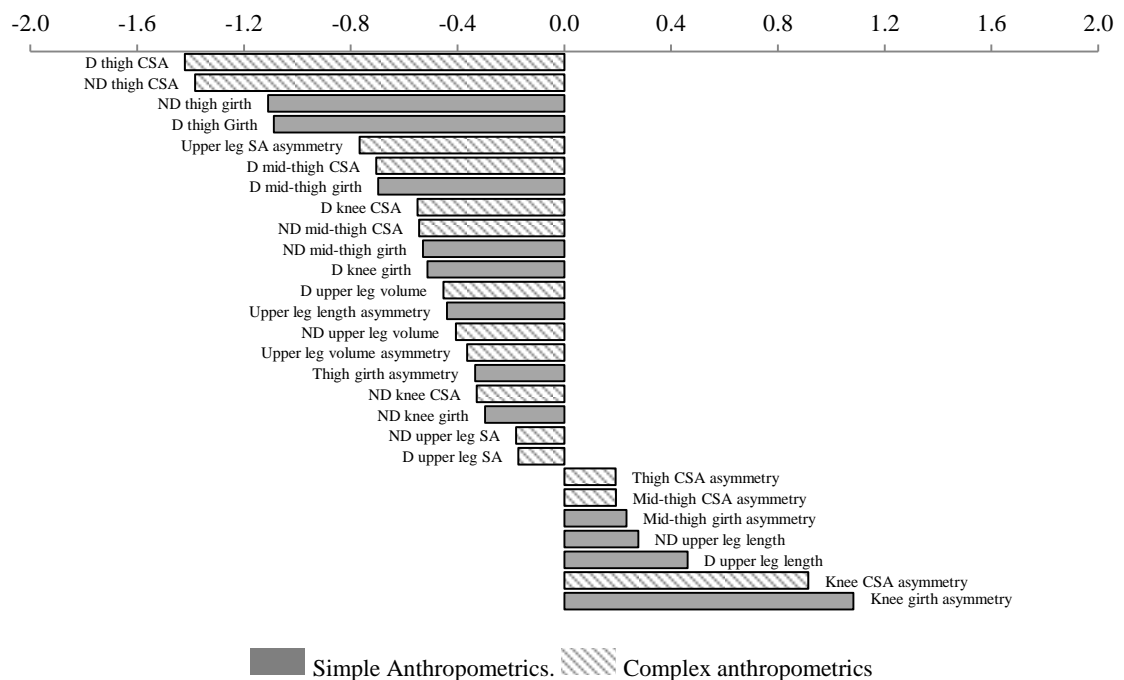 -2.0 -1.6 -1.2 -0.8 -0.4 0.0 0.4 0.8 1.2 1.6 2.0
D thigh CSA
ND thigh CSA
ND thigh girth
D thigh Girth
Upper leg SA asymmetry
D mid-thigh CSA
D mid-thigh girth
D knee CSA
ND mid-thigh CSA
ND mid-thigh girth
D knee girth
D upper leg volume
Upper leg length asymmetry
ND upper leg volume
Upper leg volume asymmetry
Thigh girth asymmetry
ND knee CSA
ND knee girth
ND upper leg SA
D upper leg SA
Thigh CSA asymmetry
Mid-thigh CSA asymmetry
Mid-thigh girth asymmetry
ND upper leg length
D upper leg length
Knee CSA asymmetry
Knee girth asymmetry
Simple Anthropometrics. Complex anthropometrics